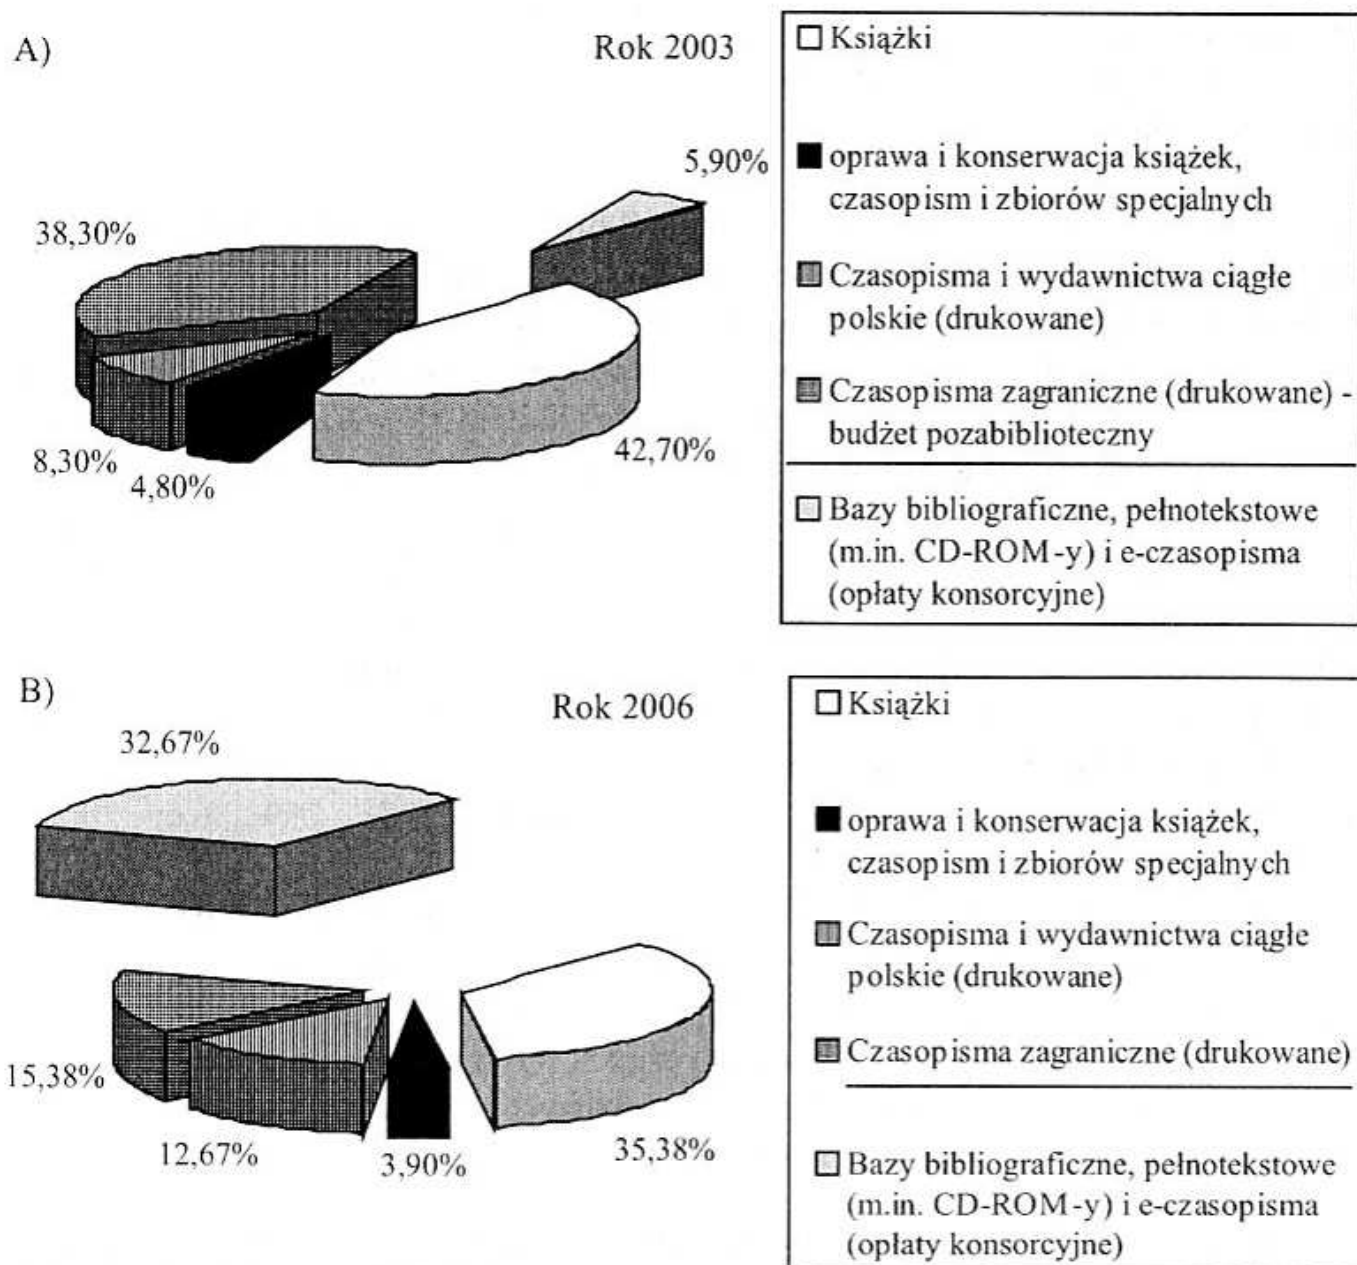 A)
Rok 2003
5,90%
38,30%
8,30%
4,80%
42,70%
Książki
oprawa i konserwacja książek,
czasopism i zbiorów specjalnych
Czasopisma i wydawnictwa ciągłe
polskie (drukowane)
Czasopisma zagraniczne (drukowane) -
budżet pozabiblioteczny
Bazy bibliograficzne, pełnotekstowe
(m.in. CD-ROM-y) i e-czasopisma
(opłaty konsorcyjne)
B)
Rok 2006
32,67%
15,38%
12,67%
3,90%
35,38%
Książki
oprawa i konserwacja książek,
czasopism i zbiorów specjalnych
Czasopisma i wydawnictwa ciągłe
polskie (drukowane)
Czasopisma zagraniczne (drukowane)
Bazy bibliograficzne, pełnotekstowe
(m.in. CD-ROM-y) i e-czasopisma
(opłaty konsorcyjne)